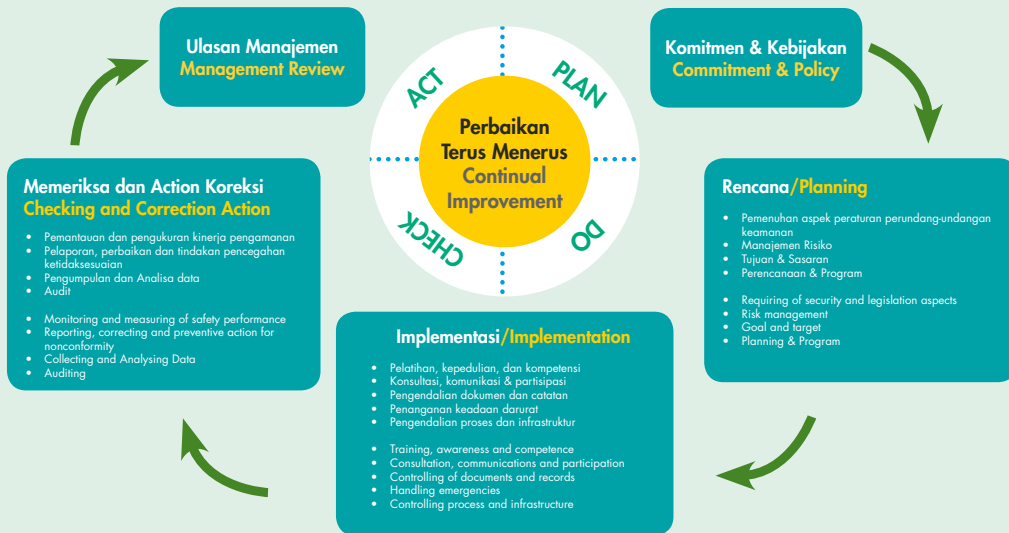 Ulasan Manajemen
Management Review
ACT
PLAN
CHECK
DO
Perbaikan
Terus Menerus
Continual
Improvement
Komitmen & Kebijakan
Commitment & Policy
Rencana/Planning
• Pemenuhan aspek peraturan perundang-undangan
keamanan
• Manajemen Risiko
• Tujuan & Sasaran
• Perencanaan & Program
• Requiring of security and legislation aspects
• Risk management
• Goal and target
• Planning & Program
Implementasi/Implementation
• Pelatihan, kepedulian, dan kompetensi
• Konsultasi, komunikasi & partisipasi
• Pengendalian dokumen dan catatan
• Penanganan keadaan darurat
• Pengendalian proses dan infrastruktur
• Training, awareness and competence
• Consultation, communications and participation
• Controlling of documents and records
• Handling emergencies
• Controlling process and infrastructure
Memeriksa dan Action Koreksi
Checking and Correction Action
• Pemantauan dan pengukuran kinerja pengamanan
• Pelaporan, perbaikan dan tindakan pencegahan
ketidaksesuaian
• Pengumpulan dan Analisa data
• Audit
• Monitoring and measuring of safety performance
• Reporting, correcting and preventive action for
nonconformity
• Collecting and Analysing Data
• Auditing